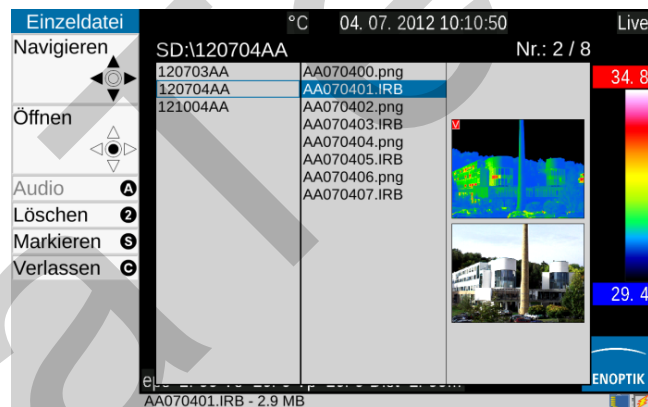 Einzeldatei
°C 04. 07. 2012 10:10:50 Live
Navigieren
SD:\120704AA Nr.: 2 / 8
120703AA AA070400.png
120704AA AA070401.IRB
121004AA AA070402.png
AA070403.IRB
AA070404.png
AA070405.IRB
AA070406.png
AA070407.IRB
34. 8
V
Öffnen
Audio A
Löschen 2
Markieren S
Verlassen C
29. 4
ENOPTIK
AA070401.IRB - 2.9 MB